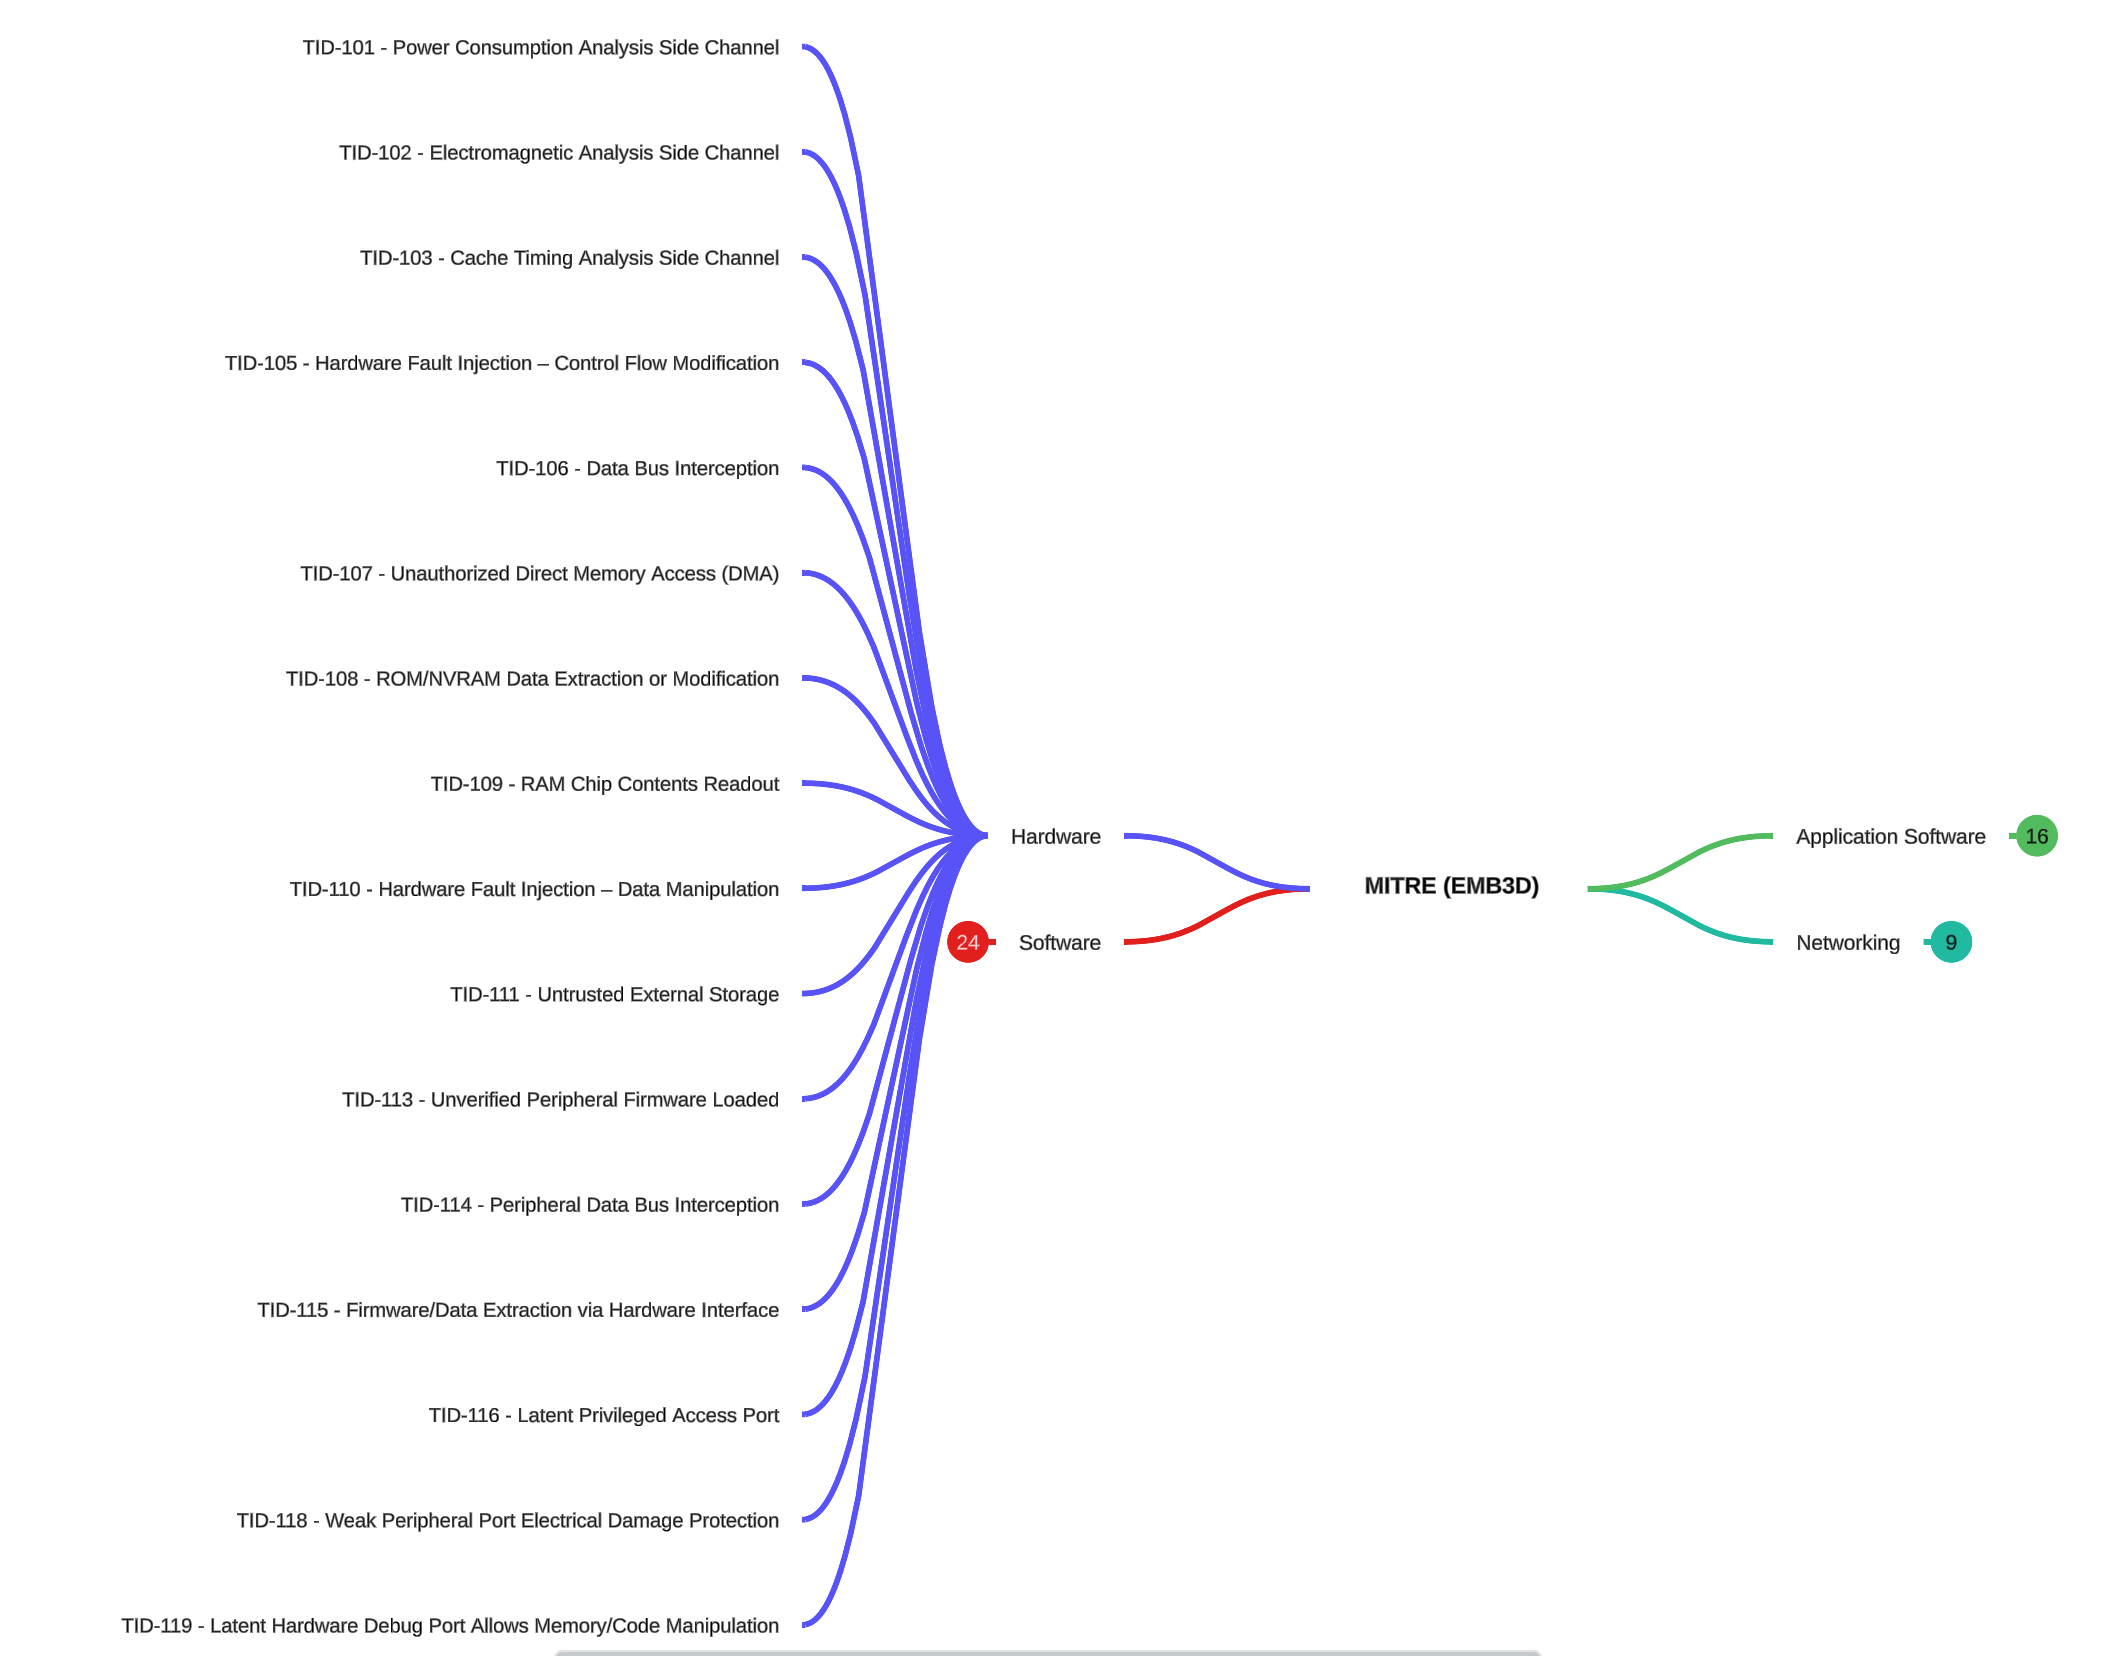 TID-101 - Power Consumption Analysis Side Channel
TID-102 - Electromagnetic Analysis Side Channel
TID-103 - Cache Timing Analysis Side Channel
TID-105 - Hardware Fault Injection – Control Flow Modification
TID-106 - Data Bus Interception
TID-107 - Unauthorized Direct Memory Access (DMA)
TID-108 - ROM/NVRAM Data Extraction or Modification
TID-109 - RAM Chip Contents Readout
TID-110 - Hardware Fault Injection – Data Manipulation
TID-111 - Untrusted External Storage
TID-113 - Unverified Peripheral Firmware Loaded
TID-114 - Peripheral Data Bus Interception
TID-115 - Firmware/Data Extraction via Hardware Interface
TID-116 - Latent Privileged Access Port
TID-118 - Weak Peripheral Port Electrical Damage Protection
TID-119 - Latent Hardware Debug Port Allows Memory/Code Manipulation
Hardware
24
Software
MITRE (EMB3D)
Application Software
16
Networking
9